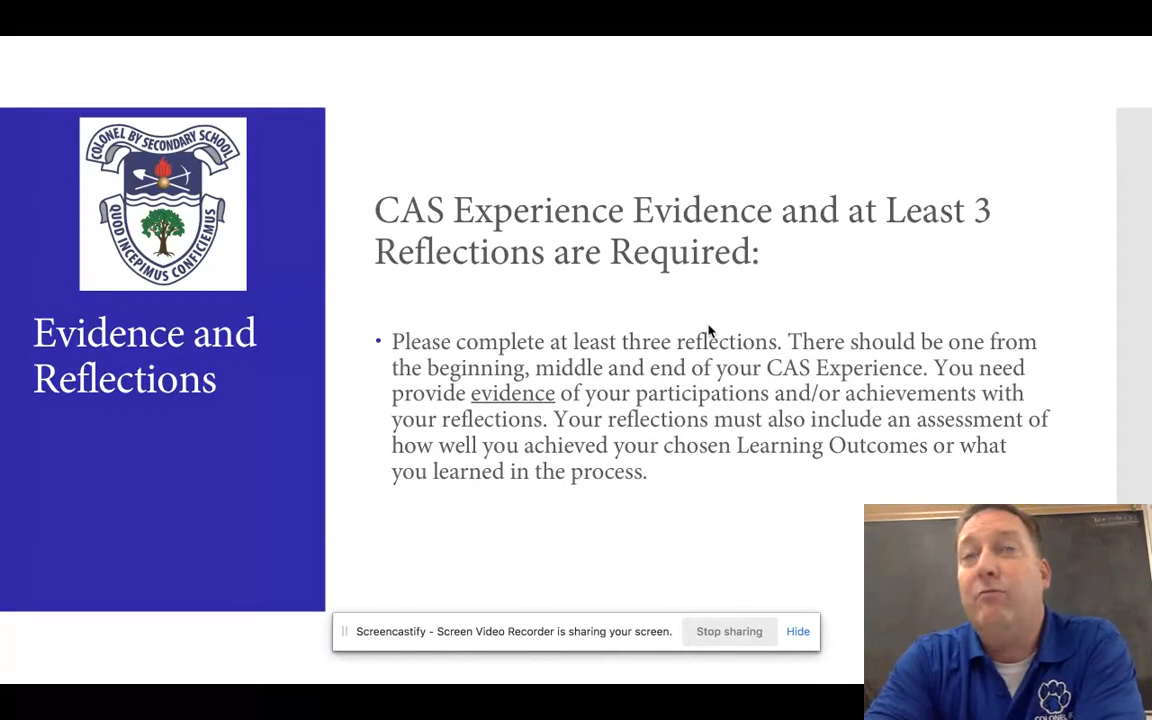 COLONEL BY SECONDARY SCHOOL
QUOD INCEPIMUS CONFICIEMUS
Evidence and
Reflections
CAS Experience Evidence and at Least 3
Reflections are Required:
• Please complete at least three reflections. There should be one from
the beginning, middle and end of your CAS Experience. You need
provide evidence of your participations and/or achievements with
your reflections. Your reflections must also include an assessment of
how well you achieved your chosen Learning Outcomes or what
you learned in the process.
Screencastify - Screen Video Recorder is sharing your screen.
Stop sharing
Hide